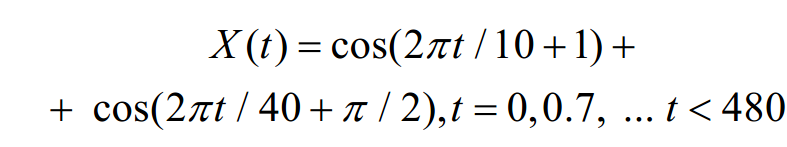 X(t) = cos(2πt / 10 + 1) +
+ cos(2πt / 40 + π / 2), t = 0, 0.7, ... t < 480